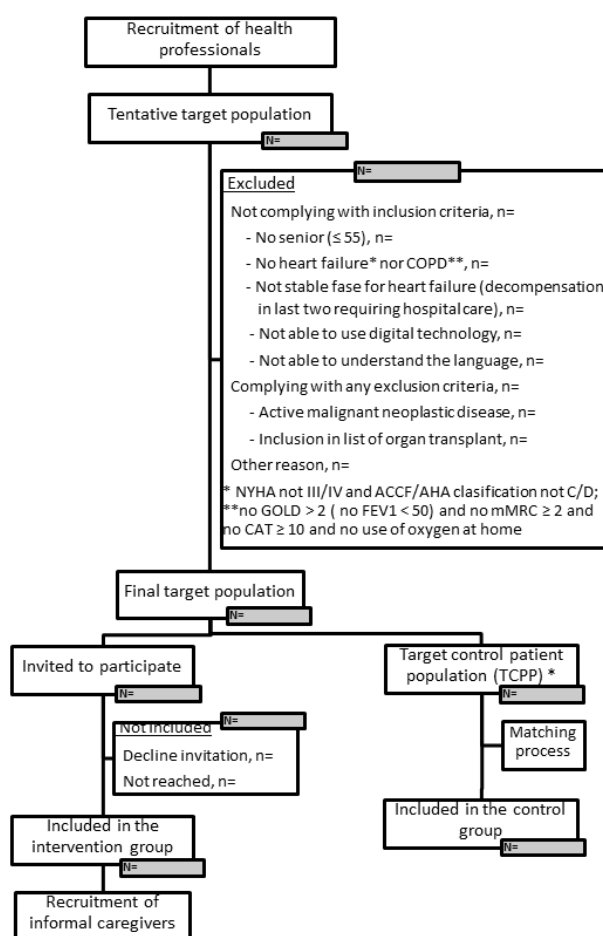 Recruitment of health
professionals
Tentative target population
N=
N=
Excluded
Not complying with inclusion criteria, n=
- No senior (≤ 55), n=
- No heart failure* nor COPD**, n=
- Not stable fase for heart failure (decompensation
in last two requiring hospital care), n=
- Not able to use digital technology, n=
- Not able to understand the language, n=
Complying with any exclusion criteria, n=
- Active malignant neoplastic disease, n=
- Inclusion in list of organ transplant, n=
Other reason, n=
* NYHA not III/IV and ACCF/AHA clasification not C/D;
**no GOLD > 2 ( no FEV1 < 50) and no mMRC ≥ 2 and
no CAT ≥ 10 and no use of oxygen at home
Final target population
N=
Invited to participate
N=
Target control patient
population (TCPP) *
N=
N=
Not included
Decline invitation, n=
Not reached, n=
Matching
process
Included in the
intervention group
N=
Included in the control
group
N=
Recruitment of
informal caregivers